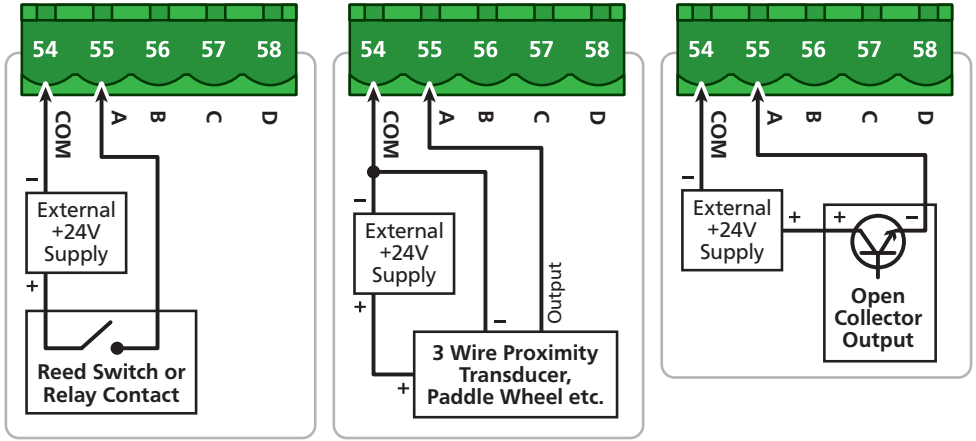 54 55 56 57 58
COM A B C D
−
External
+24V
Supply
+
Reed Switch or
Relay Contact
54 55 56 57 58
COM A B C D
−
External
+24V
Supply
+
Output
−
+
3 Wire Proximity
Transducer,
Paddle Wheel etc.
54 55 56 57 58
COM A B C D
−
External
+24V
Supply
+
+ −
Open
Collector
Output